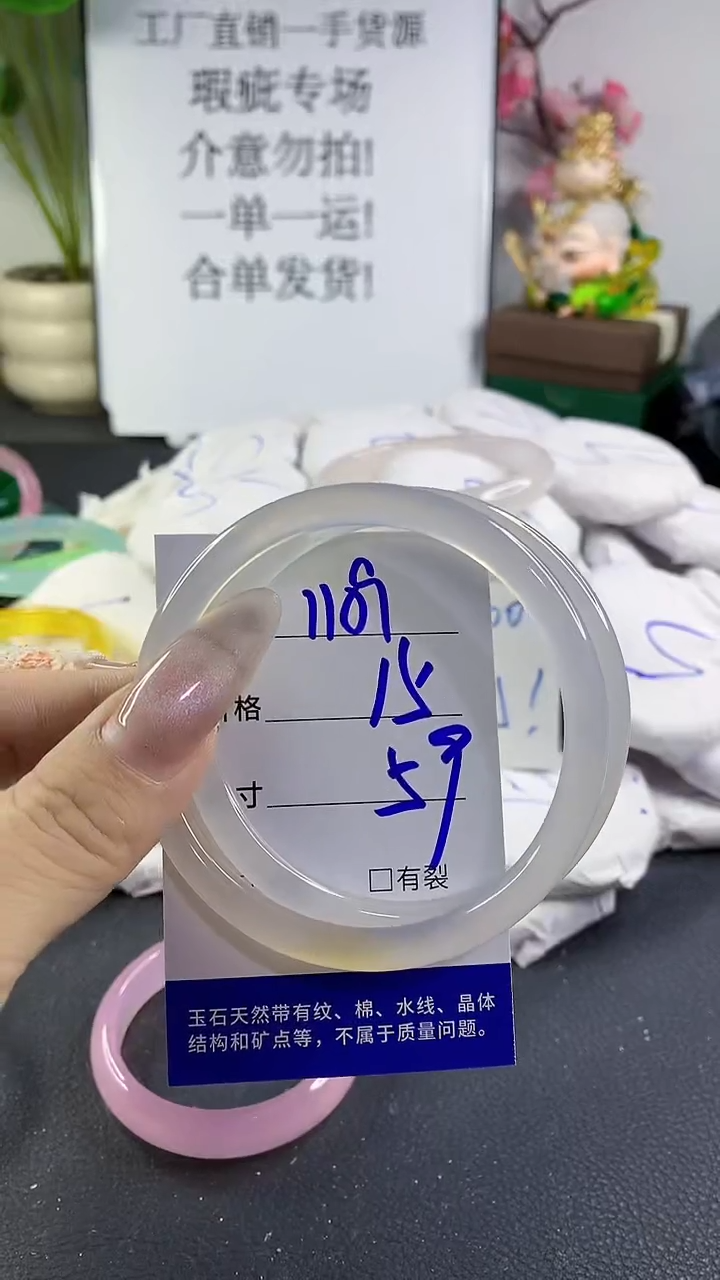 工厂直销一手货源
瑕疵专场
介意勿拍!
一单一运!
合单发货!
格 15
寸 59
□有裂
玉石天然带有纹、棉、水线、晶体
结构和矿点等，不属于质量问题。